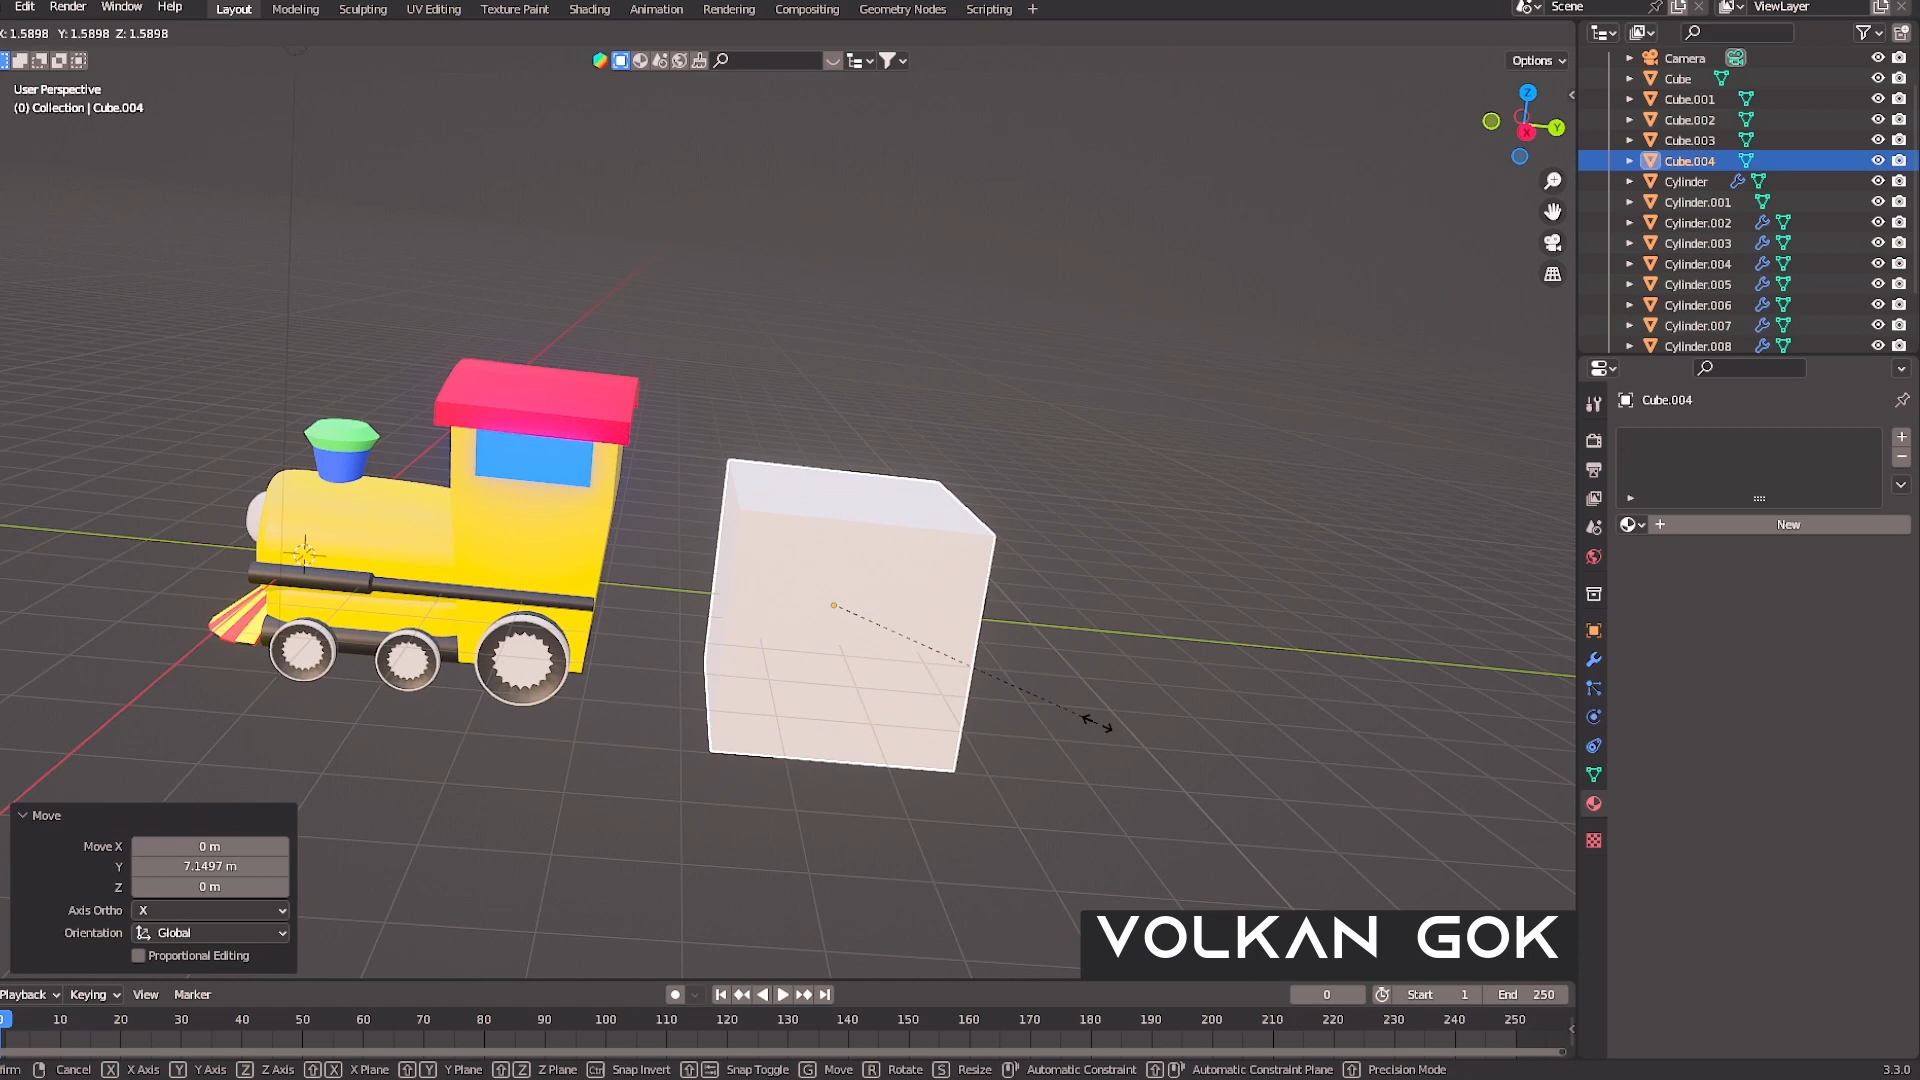 Edit Render Window Help Layout Modeling Sculpting UV Editing Texture Paint Shading Animation Rendering Compositing Geometry Nodes Scripting + Scene ViewLayer
X: 1.5898 Y: 1.5898 Z: 1.5898
Options
User Perspective
(0) Collection | Cube.004
Z
Y
X
Camera
Cube
Cube.001
Cube.002
Cube.003
Cube.004
Cylinder
Cylinder.001
Cylinder.002
Cylinder.003
Cylinder.004
Cylinder.005
Cylinder.006
Cylinder.007
Cylinder.008
Cube.004
New
Move
Move X 0 m
Y 7.1497 m
Z 0 m
Axis Ortho X
Orientation Global
Proportional Editing
VOLKAN GOK
Playback Keying View Marker 0 Start 1 End 250
0 10 20 30 40 50 60 70 80 90 100 110 120 130 140 150 160 170 180 190 200 210 220 230 240 250
firm Cancel X X Axis Y Y Axis Z Z Axis X X Plane Y Y Plane Z Z Plane Ctrl Snap Invert Snap Toggle G Move R Rotate S Resize Automatic Constraint Automatic Constraint Plane Precision Mode 3.3.0